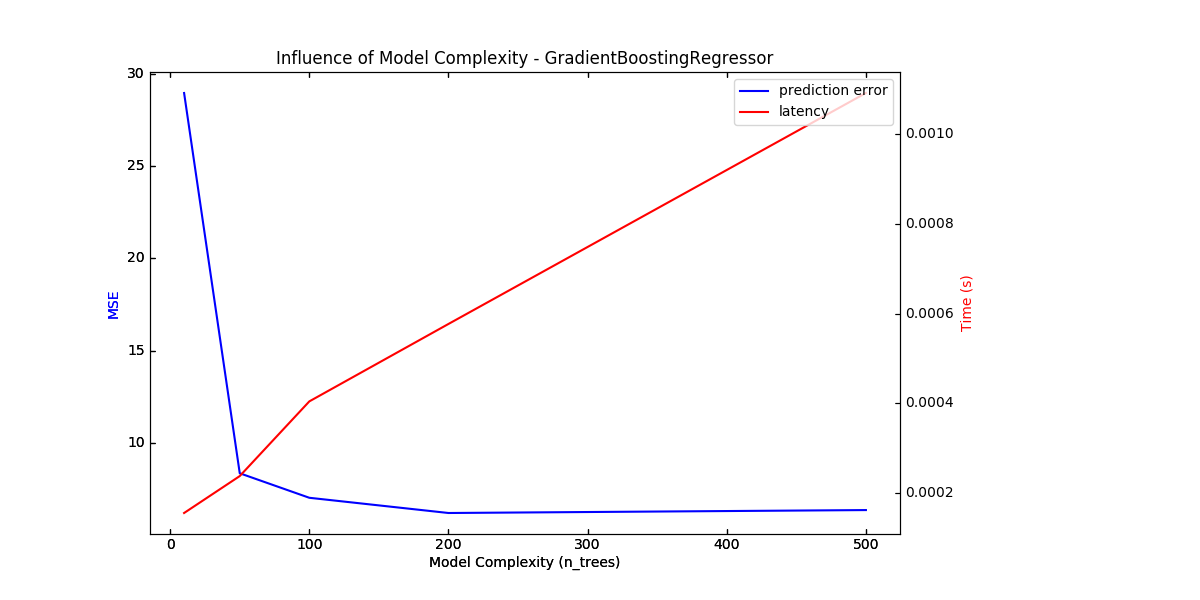 Influence of Model Complexity - GradientBoostingRegressor
prediction error
latency
30
25
20
15
10
MSE
0.0010
0.0008
0.0006
0.0004
0.0002
Time (s)
0 100 200 300 400 500
Model Complexity (n_trees)